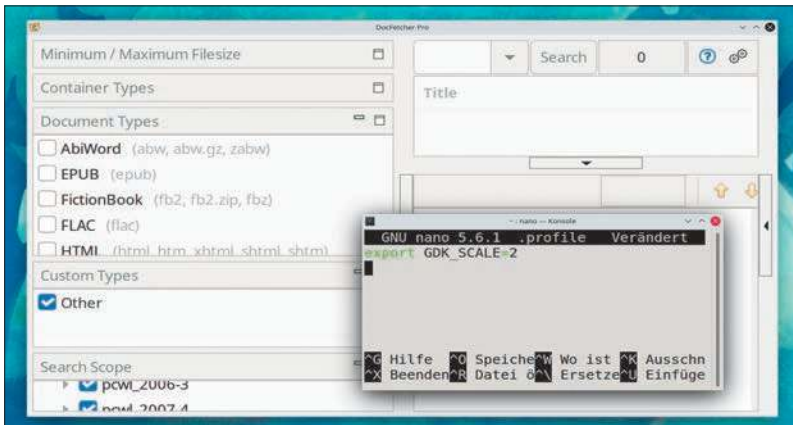 DocFetcher Pro
Minimum / Maximum Filesize
Container Types
Document Types
AbiWord (abw, abw.gz, zabw)
EPUB (epub)
FictionBook (fb2, fb2.zip, fbz)
FLAC (flac)
HTML (html, htm, xhtml, shtml, shtm)
Custom Types
Other
Search Scope
pcwl_2006-3
pcwl_2007-4
Search
0
Title
~ : nano — Konsole
GNU nano 5.6.1 .profile Verändert
export GDK_SCALE=2
^G Hilfe ^O Speiche^W Wo ist ^K Ausschn
^X Beenden^R Datei ö^\ Ersetze^U Einfüge